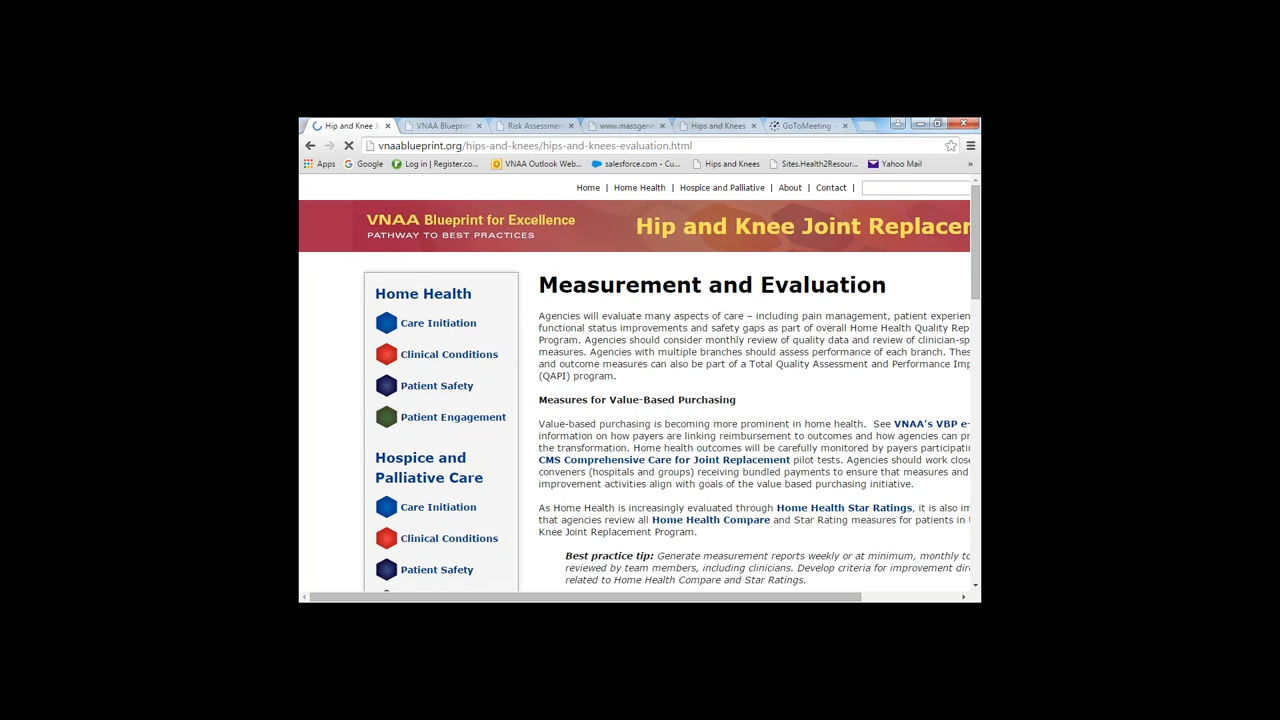 Hip and Knee J
VNAA Blueprint
Risk Assessmen
www.massgene
Hips and Knees
GoToMeeting -
vnaablueprint.org/hips-and-knees/hips-and-knees-evaluation.html
Apps
Google
Log in | Register.co...
VNAA Outlook Web...
salesforce.com - Cu...
Hips and Knees
Sites.Health2Resour...
Yahoo Mail
»
Home | Home Health | Hospice and Palliative | About | Contact |
VNAA Blueprint for Excellence
PATHWAY TO BEST PRACTICES
Hip and Knee Joint Replacem
Home Health
Care Initiation
Clinical Conditions
Patient Safety
Patient Engagement
Hospice and
Palliative Care
Care Initiation
Clinical Conditions
Patient Safety
Measurement and Evaluation
Agencies will evaluate many aspects of care – including pain management, patient experien
functional status improvements and safety gaps as part of overall Home Health Quality Rep
Program. Agencies should consider monthly review of quality data and review of clinician-sp
measures. Agencies with multiple branches should assess performance of each branch. Thes
and outcome measures can also be part of a Total Quality Assessment and Performance Imp
(QAPI) program.
Measures for Value-Based Purchasing
Value-based purchasing is becoming more prominent in home health. See VNAA's VBP e-
information on how payers are linking reimbursement to outcomes and how agencies can pr
the transformation. Home health outcomes will be carefully monitored by payers participatin
CMS Comprehensive Care for Joint Replacement pilot tests. Agencies should work close
conveners (hospitals and groups) receiving bundled payments to ensure that measures and
improvement activities align with goals of the value based purchasing initiative.
As Home Health is increasingly evaluated through Home Health Star Ratings, it is also im
that agencies review all Home Health Compare and Star Rating measures for patients in t
Knee Joint Replacement Program.
Best practice tip: Generate measurement reports weekly or at minimum, monthly to
reviewed by team members, including clinicians. Develop criteria for improvement dire
related to Home Health Compare and Star Ratings.